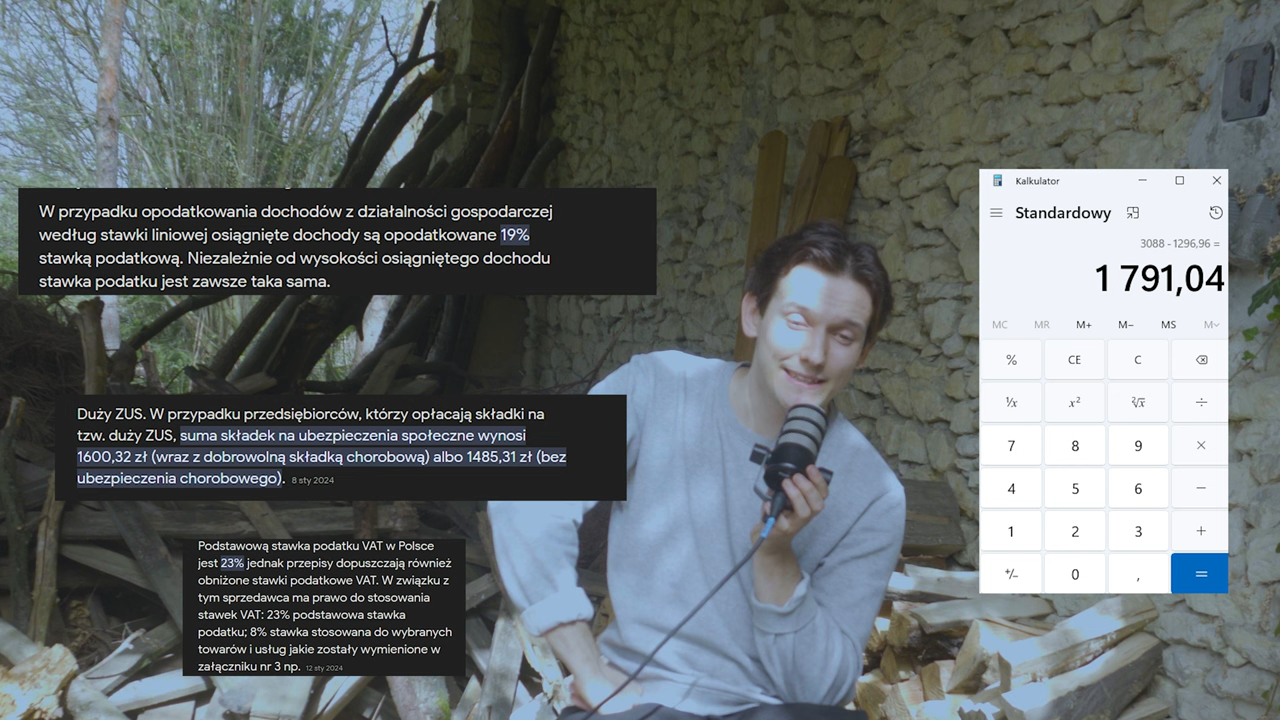 W przypadku opodatkowania dochodów z działalności gospodarczej
według stawki liniowej osiągnięte dochody są opodatkowane 19%
stawką podatkową. Niezależnie od wysokości osiągniętego dochodu
stawka podatku jest zawsze taka sama.
Duży ZUS. W przypadku przedsiębiorców, którzy opłacają składki na
tzw. duży ZUS, suma składek na ubezpieczenia społeczne wynosi
1600,32 zł (wraz z dobrowolną składką chorobową) albo 1485,31 zł (bez
ubezpieczenia chorobowego). 8 sty 2024
Podstawową stawka podatku VAT w Polsce
jest 23% jednak przepisy dopuszczają również
obniżone stawki podatkowe VAT. W związku z
tym sprzedawca ma prawo do stosowania
stawek VAT: 23% podstawowa stawka
podatku; 8% stawka stosowana do wybranych
towarów i usług jakie zostały wymienione w
załączniku nr 3 np. 12 sty 2024
Kalkulator
Standardowy
3088 - 1296,96 =
1 791,04
MC MR M+ M− MS M˅
% CE C ⌫
¹/x x² ²√x ÷
7 8 9 ×
4 5 6 −
1 2 3 +
+/− 0 , =